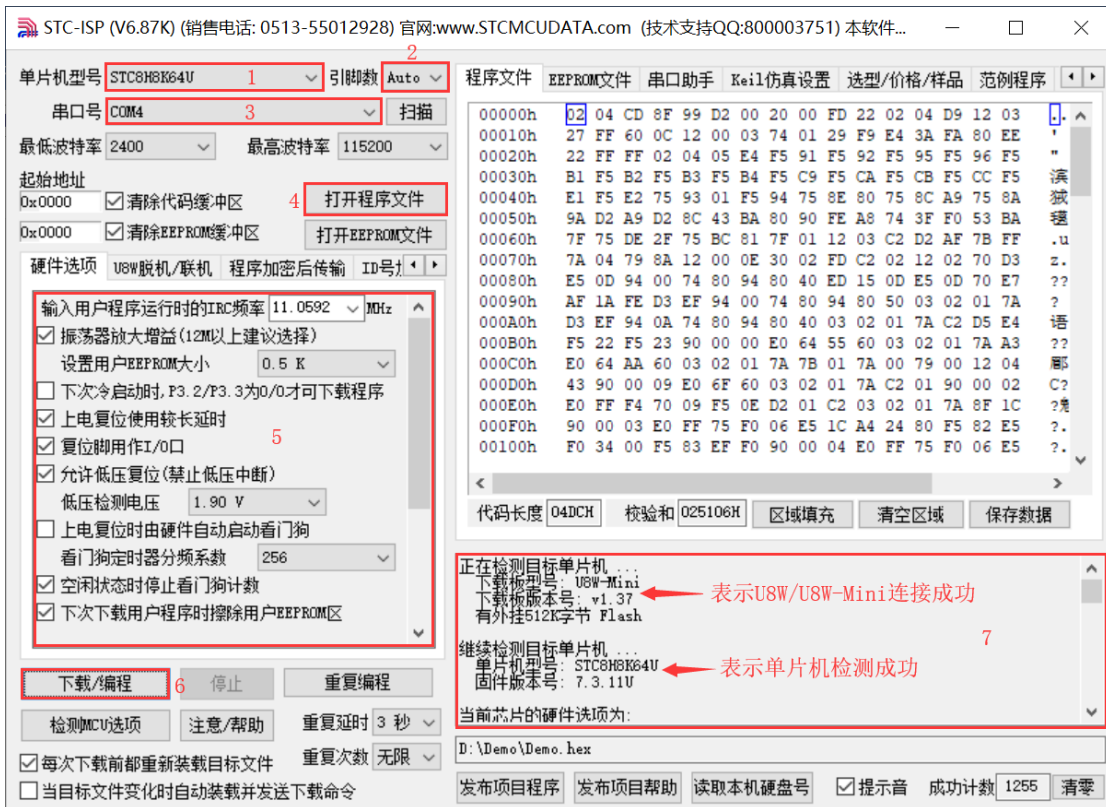 STC-ISP (V6.87K) (销售电话: 0513-55012928) 官网:www.STCMCUDATA.com (技术支持QQ:800003751) 本软件...
单片机型号 STC8H8K64U 1 引脚数 Auto 2
串口号 COM4 3 扫描
最低波特率 2400 最高波特率 115200
起始地址
0x0000 清除代码缓冲区 4 打开程序文件
0x0000 清除EEPROM缓冲区 打开EEPROM文件
硬件选项 U8W脱机/联机 程序加密后传输 ID号
输入用户程序运行时的IRC频率 11.0592 MHz
振荡器放大增益(12M以上建议选择)
设置用户EEPROM大小 0.5 K
下次冷启动时,P3.2/P3.3为0/0才可下载程序
上电复位使用较长延时
复位脚用作I/O口
5
允许低压复位(禁止低压中断)
低压检测电压 1.90 V
上电复位时由硬件自动启动看门狗
看门狗定时器分频系数 256
空闲状态时停止看门狗计数
下次下载用户程序时擦除用户EEPROM区
下载/编程 6 停止 重复编程
检测MCU选项 注意/帮助 重复延时 3 秒
重复次数 无限
每次下载前都重新装载目标文件
当目标文件变化时自动装载并发送下载命令
程序文件 EEPROM文件 串口助手 Keil仿真设置 选型/价格/样品 范例程序
00000h 02 04 CD 8F 99 D2 00 20 00 FD 22 02 04 D9 12 03 ..
00010h 27 FF 60 0C 12 00 03 74 01 29 F9 E4 3A FA 80 EE '
00020h 22 FF FF 02 04 05 E4 F5 91 F5 92 F5 95 F5 96 F5 "
00030h B1 F5 B2 F5 B3 F5 B4 F5 C9 F5 CA F5 CB F5 CC F5 滨
00040h E1 F5 E2 75 93 01 F5 94 75 8E 80 75 8C A9 75 8A
00050h 9A D2 A9 D2 8C 43 BA 80 90 FE A8 74 3F F0 53 BA
00060h 7F 75 DE 2F 75 BC 81 7F 01 12 03 C2 D2 AF 7B FF .u
00070h 7A 04 79 8A 12 00 0E 30 02 FD C2 02 12 02 70 D3 z.
00080h E5 0D 94 00 74 80 94 80 40 ED 15 0D E5 0D 70 E7 ??
00090h AF 1A FE D3 EF 94 00 74 80 94 80 50 03 02 01 7A ?
000A0h D3 EF 94 0A 74 80 94 80 40 03 02 01 7A C2 D5 E4 语
000B0h F5 22 F5 23 90 00 00 E0 64 55 60 03 02 01 7A A3 ??
000C0h E0 64 AA 60 03 02 01 7A 7B 01 7A 00 79 00 12 04 郿
000D0h 43 90 00 09 E0 6F 60 03 02 01 7A C2 01 90 00 02 C?
000E0h E0 FF F4 70 09 F5 0E D2 01 C2 03 02 01 7A 8F 1C
000F0h 90 00 03 E0 FF 75 F0 06 E5 1C A4 24 80 F5 82 E5 ?.
00100h F0 34 00 F5 83 EF F0 90 00 04 E0 FF 75 F0 06 E5 ?.
代码长度 04DCH 校验和 025106H 区域填充 清空区域 保存数据
正在检测目标单片机 ...
下载板型号: U8W-Mini
下载板版本号: v1.37
表示U8W/U8W-Mini连接成功
有外挂512K字节 Flash
7
继续检测目标单片机 ...
单片机型号: STC8H8K64U
表示单片机检测成功
固件版本号: 7.3.11U
当前芯片的硬件选项为:
D:\Demo\Demo.hex
发布项目程序 发布项目帮助 读取本机硬盘号 提示音 成功计数 1255 清零